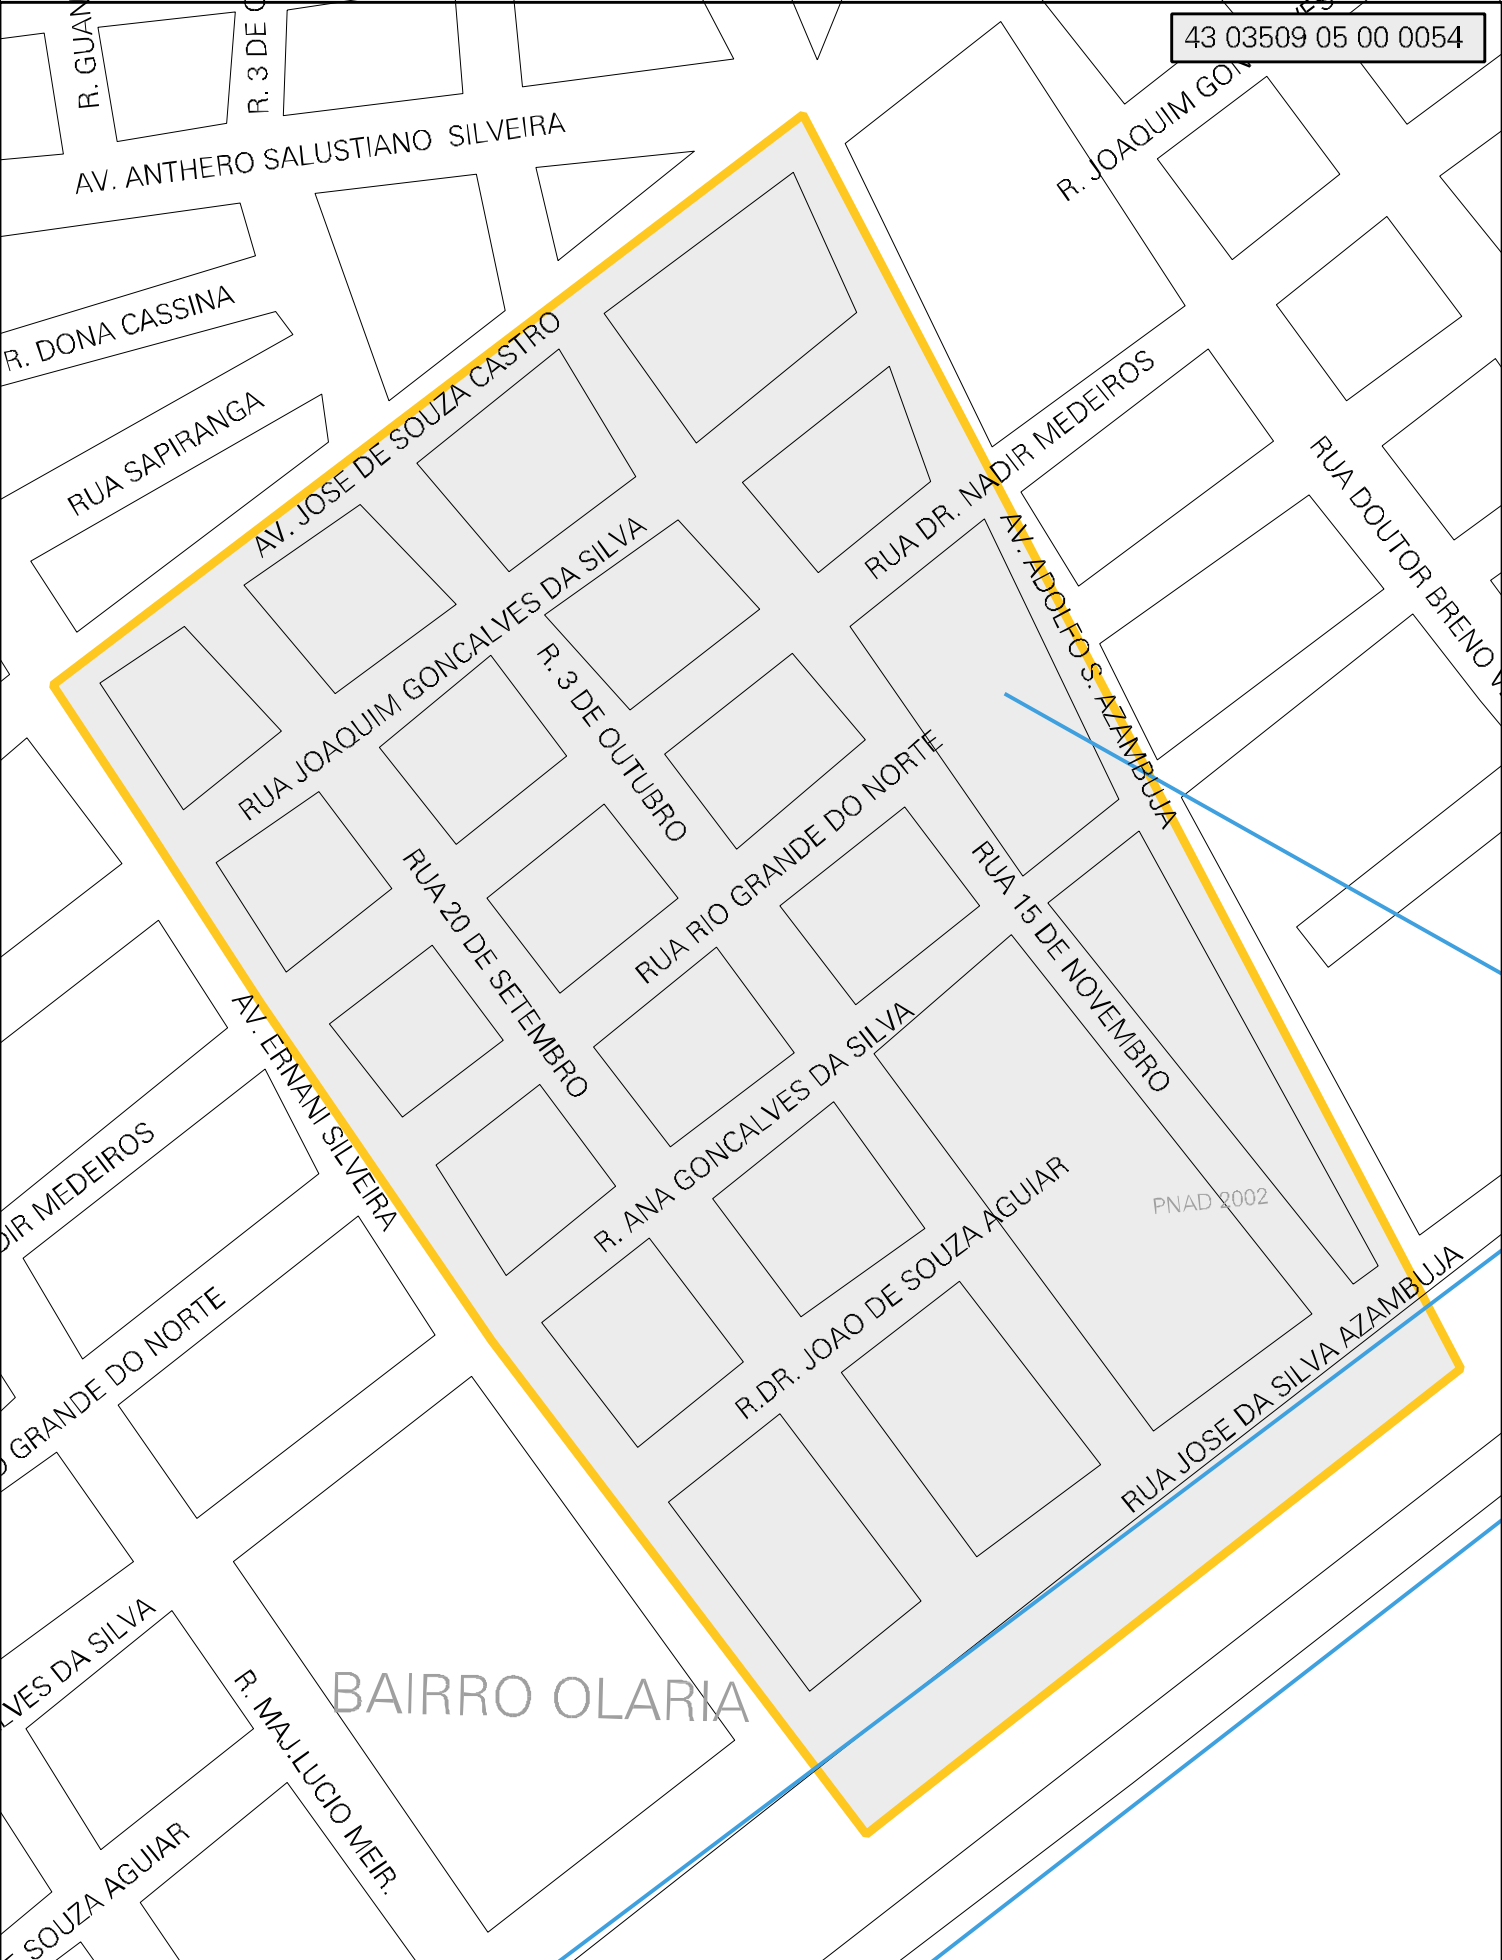 43 03509 05 00 0054
R. GUAN
R. 3 DE
AV. ANTHERO SALUSTIANO SILVEIRA
R. JOAQUIM GON
R. DONA CASSINA
AV. JOSE DE SOUZA CASTRO
RUA SAPIRANGA
RUA DR. NADIR MEDEIROS
RUA DOUTOR BRENO
AV. ADOLFO S. AZAMBUJA
RUA JOAQUIM GONCALVES DA SILVA
R. 3 DE OUTUBRO
RUA RIO GRANDE DO NORTE
RUA 20 DE SETEMBRO
RUA 15 DE NOVEMBRO
AV. ERNANI SILVEIRA
R. ANA GONCALVES DA SILVA
DIR MEDEIROS
R.DR. JOAO DE SOUZA AGUIAR
PNAD 2002
GRANDE DO NORTE
RUA JOSE DA SILVA AZAMBUJA
LVES DA SILVA
BAIRRO OLARIA
R. MAJ.LUCIO MEIR.
SOUZA AGUIAR